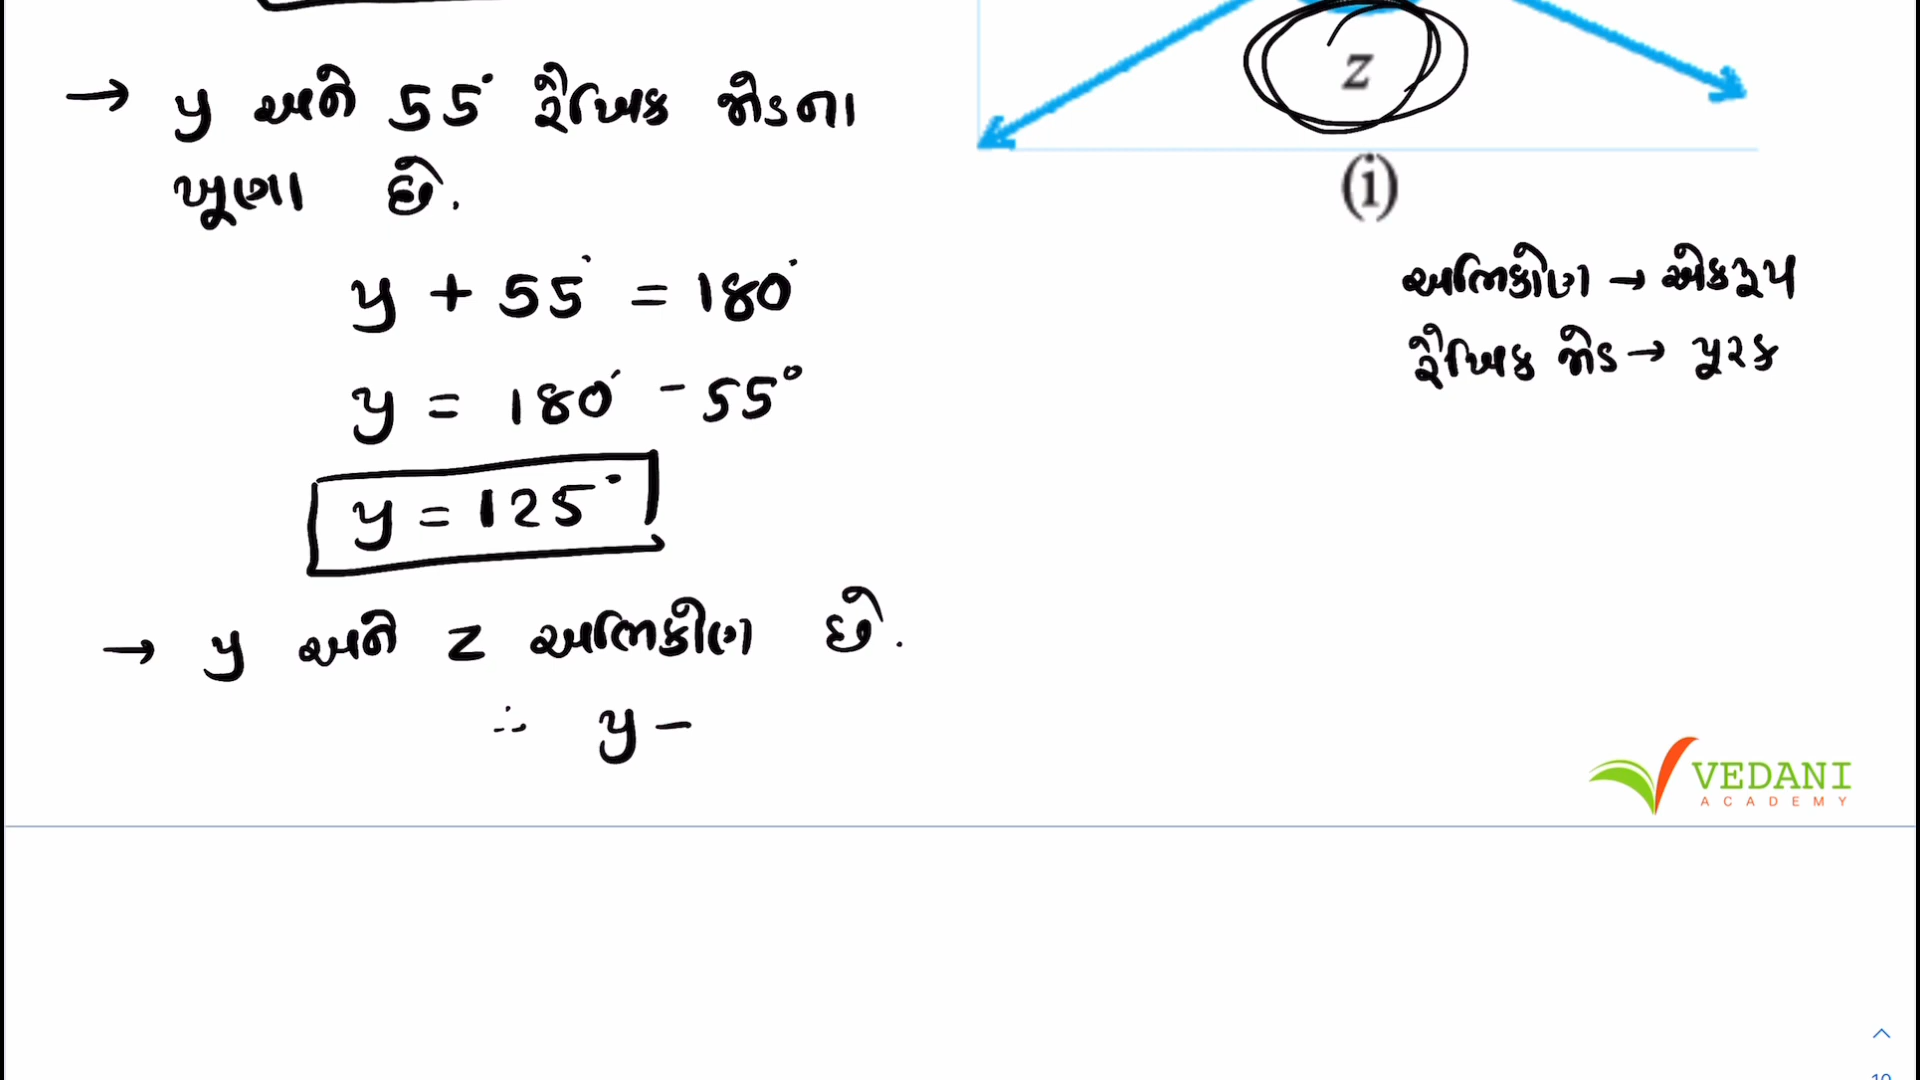 → y અને 55° રૈખિક જોડના
ખૂણા છે.
y + 55° = 180°
y = 180° - 55°
y = 125°
→ y અને z અભિકોણ છે.
∴ y -
z
(i)
અભિકોણ → એકરૂપ
રૈખિક જોડ → પૂરક
VEDANI
ACADEMY